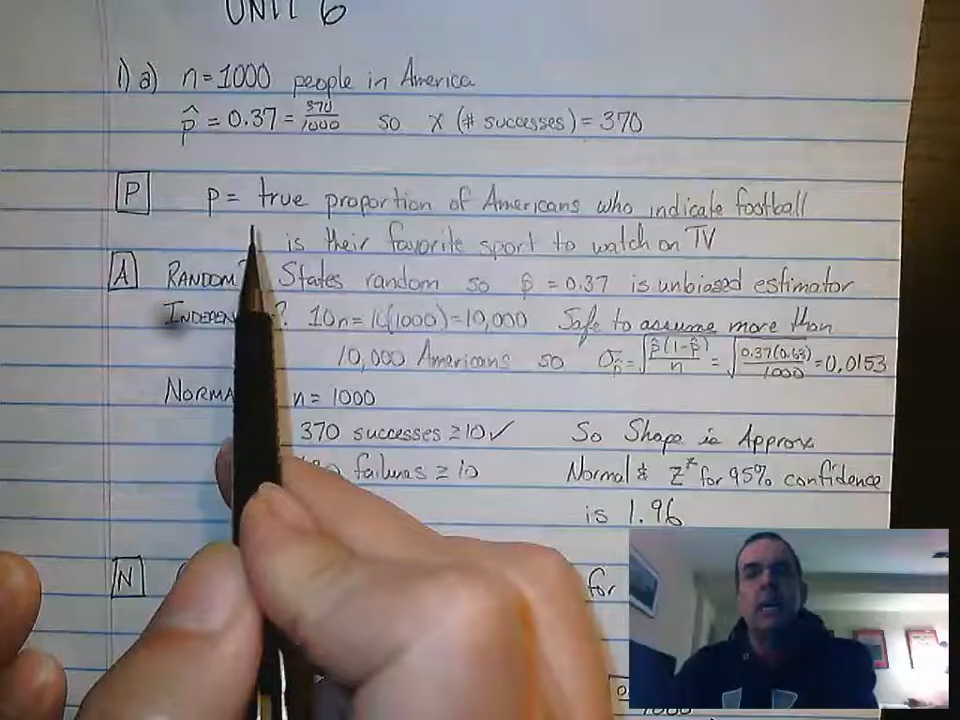 UNIT 6
1) a) n = 1000 people in America
p̂ = 0.37 = 370/1000 so x (# successes) = 370
P p = true proportion of Americans who indicate football
is their favorite sport to watch on TV
A RANDOM? States random so p̂ = 0.37 is unbiased estimator
INDEPEN ? 10n = 10(1000) = 10,000 Safe to assume more than
10,000 Americans so σp̂ = √(p̂(1-p̂)/n) = √(0.37(0.63)/1000) = 0.0153
NORMA n = 1000
370 successes ≥ 10 ✓ So Shape is Approx
failures ≥ 10 Normal & z* for 95% confidence
is 1.96
N for